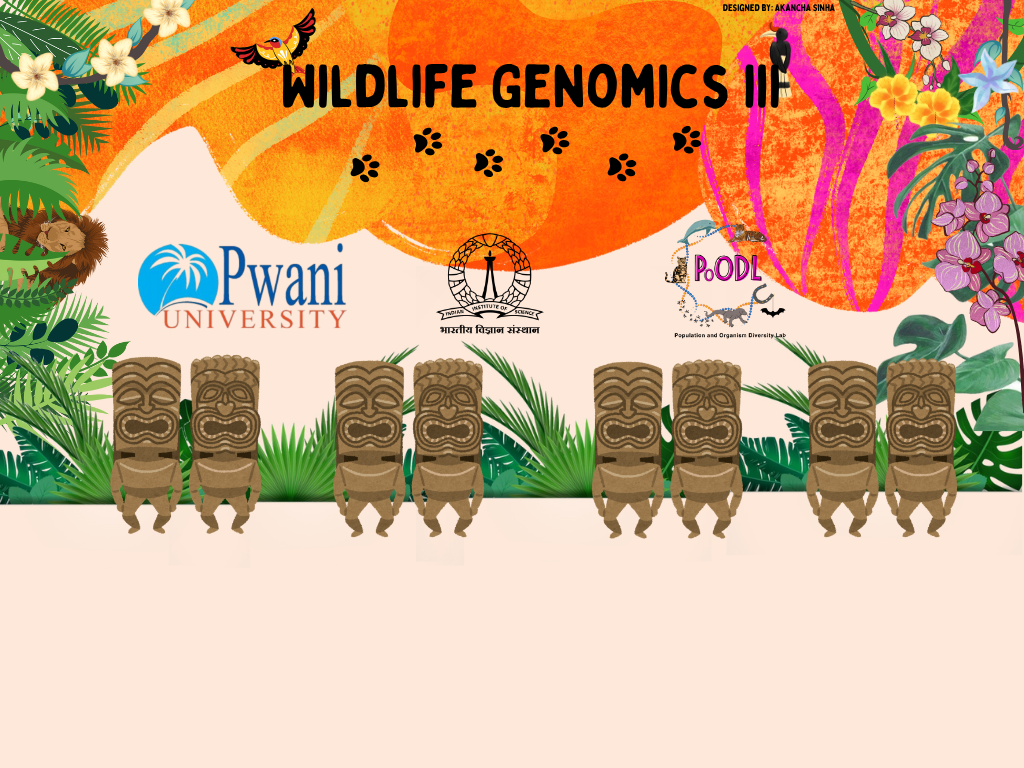 DESIGNED BY: AKANCHA SINHA
WILDLIFE GENOMICS III
Pwani
UNIVERSITY
INDIAN INSTITUTE OF SCIENCE
भारतीय विज्ञान संस्थान
PoODL
Population and Organism Diversity Lab